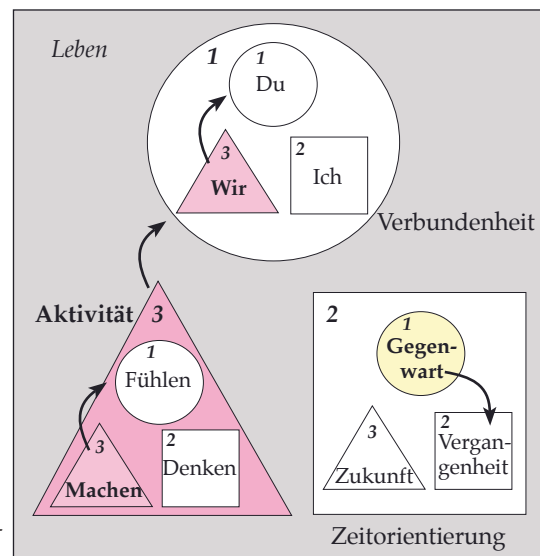 Leben
1
1
Du
3
Wir
2
Ich
Verbundenheit
Aktivität 3
1
Fühlen
3
Machen
2
Denken
2
1
Gegen-
wart
3
Zukunft
2
Vergan-
genheit
Zeitorientierung